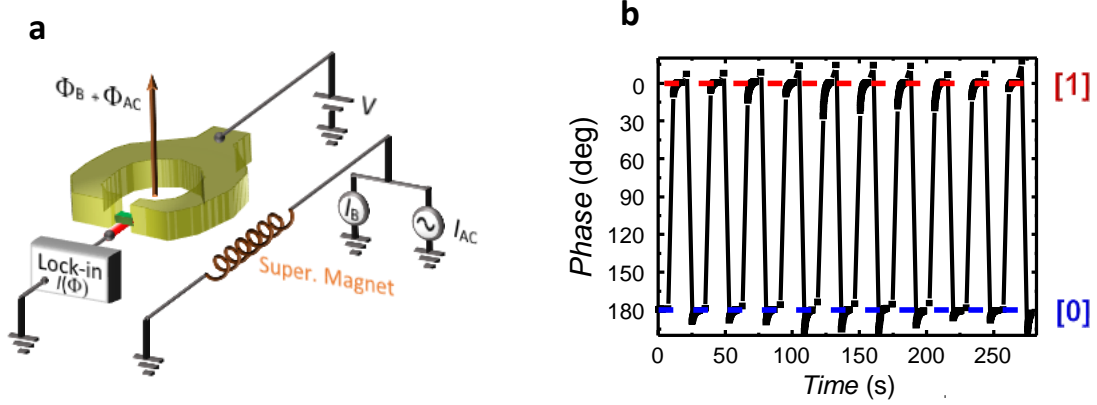 a
Φ_B + Φ_AC
V
I_B
I_AC
Lock-in
I(Φ)
Super. Magnet
b
Phase (deg)
0
30
60
90
120
150
180
[1]
[0]
0 50 100 150 200 250
Time (s)